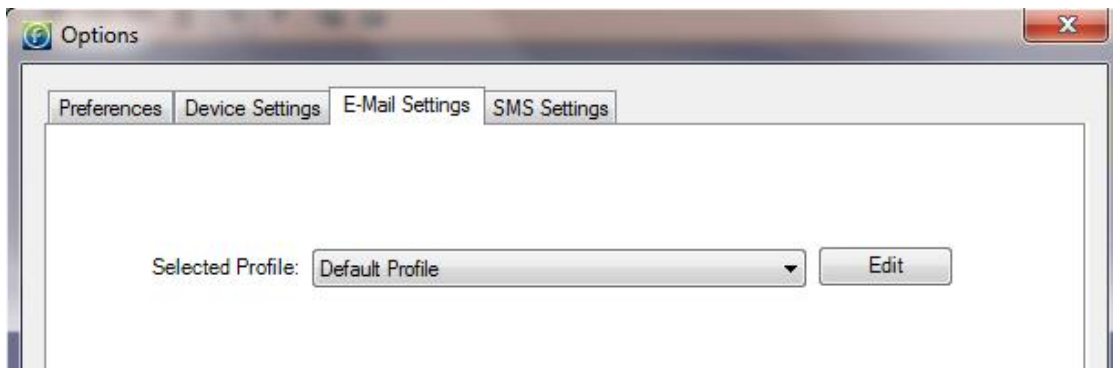 Options
Preferences Device Settings E-Mail Settings SMS Settings
Selected Profile: Default Profile Edit